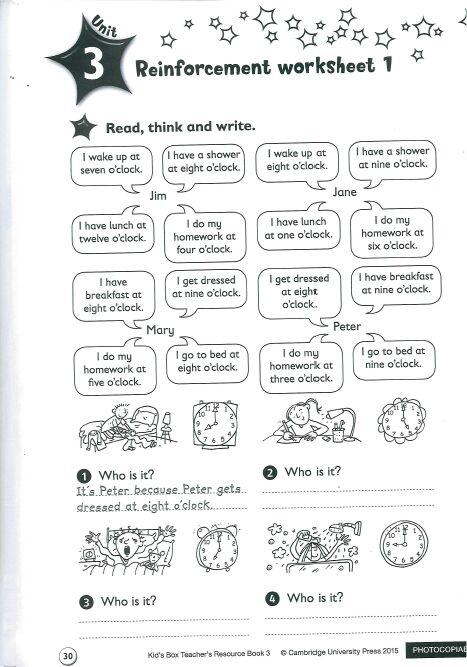 Unit
3
Reinforcement worksheet 1
Read, think and write.
I wake up at
seven o'clock.
I have a shower
at eight o'clock.
I wake up at
eight o'clock.
I have a shower
at nine o'clock.
Jim
Jane
I have lunch at
twelve o'clock.
I do my
homework at
four o'clock.
I have lunch
at one o'clock.
I do my
homework at
six o'clock.
I have
breakfast at
eight o'clock.
I get dressed
at nine o'clock.
I get dressed
at eight
o'clock.
I have breakfast
at nine o'clock.
Mary
Peter
I do my
homework at
five o'clock.
I go to bed at
eight o'clock.
I do my
homework at
three o'clock.
I go to bed at
nine o'clock.
1 Who is it?
It's Peter because Peter gets
dressed at eight o'clock.
2 Who is it?
3 Who is it?
4 Who is it?
30
Kid's Box Teacher's Resource Book 3 © Cambridge University Press 2015 PHOTOCOPIAB